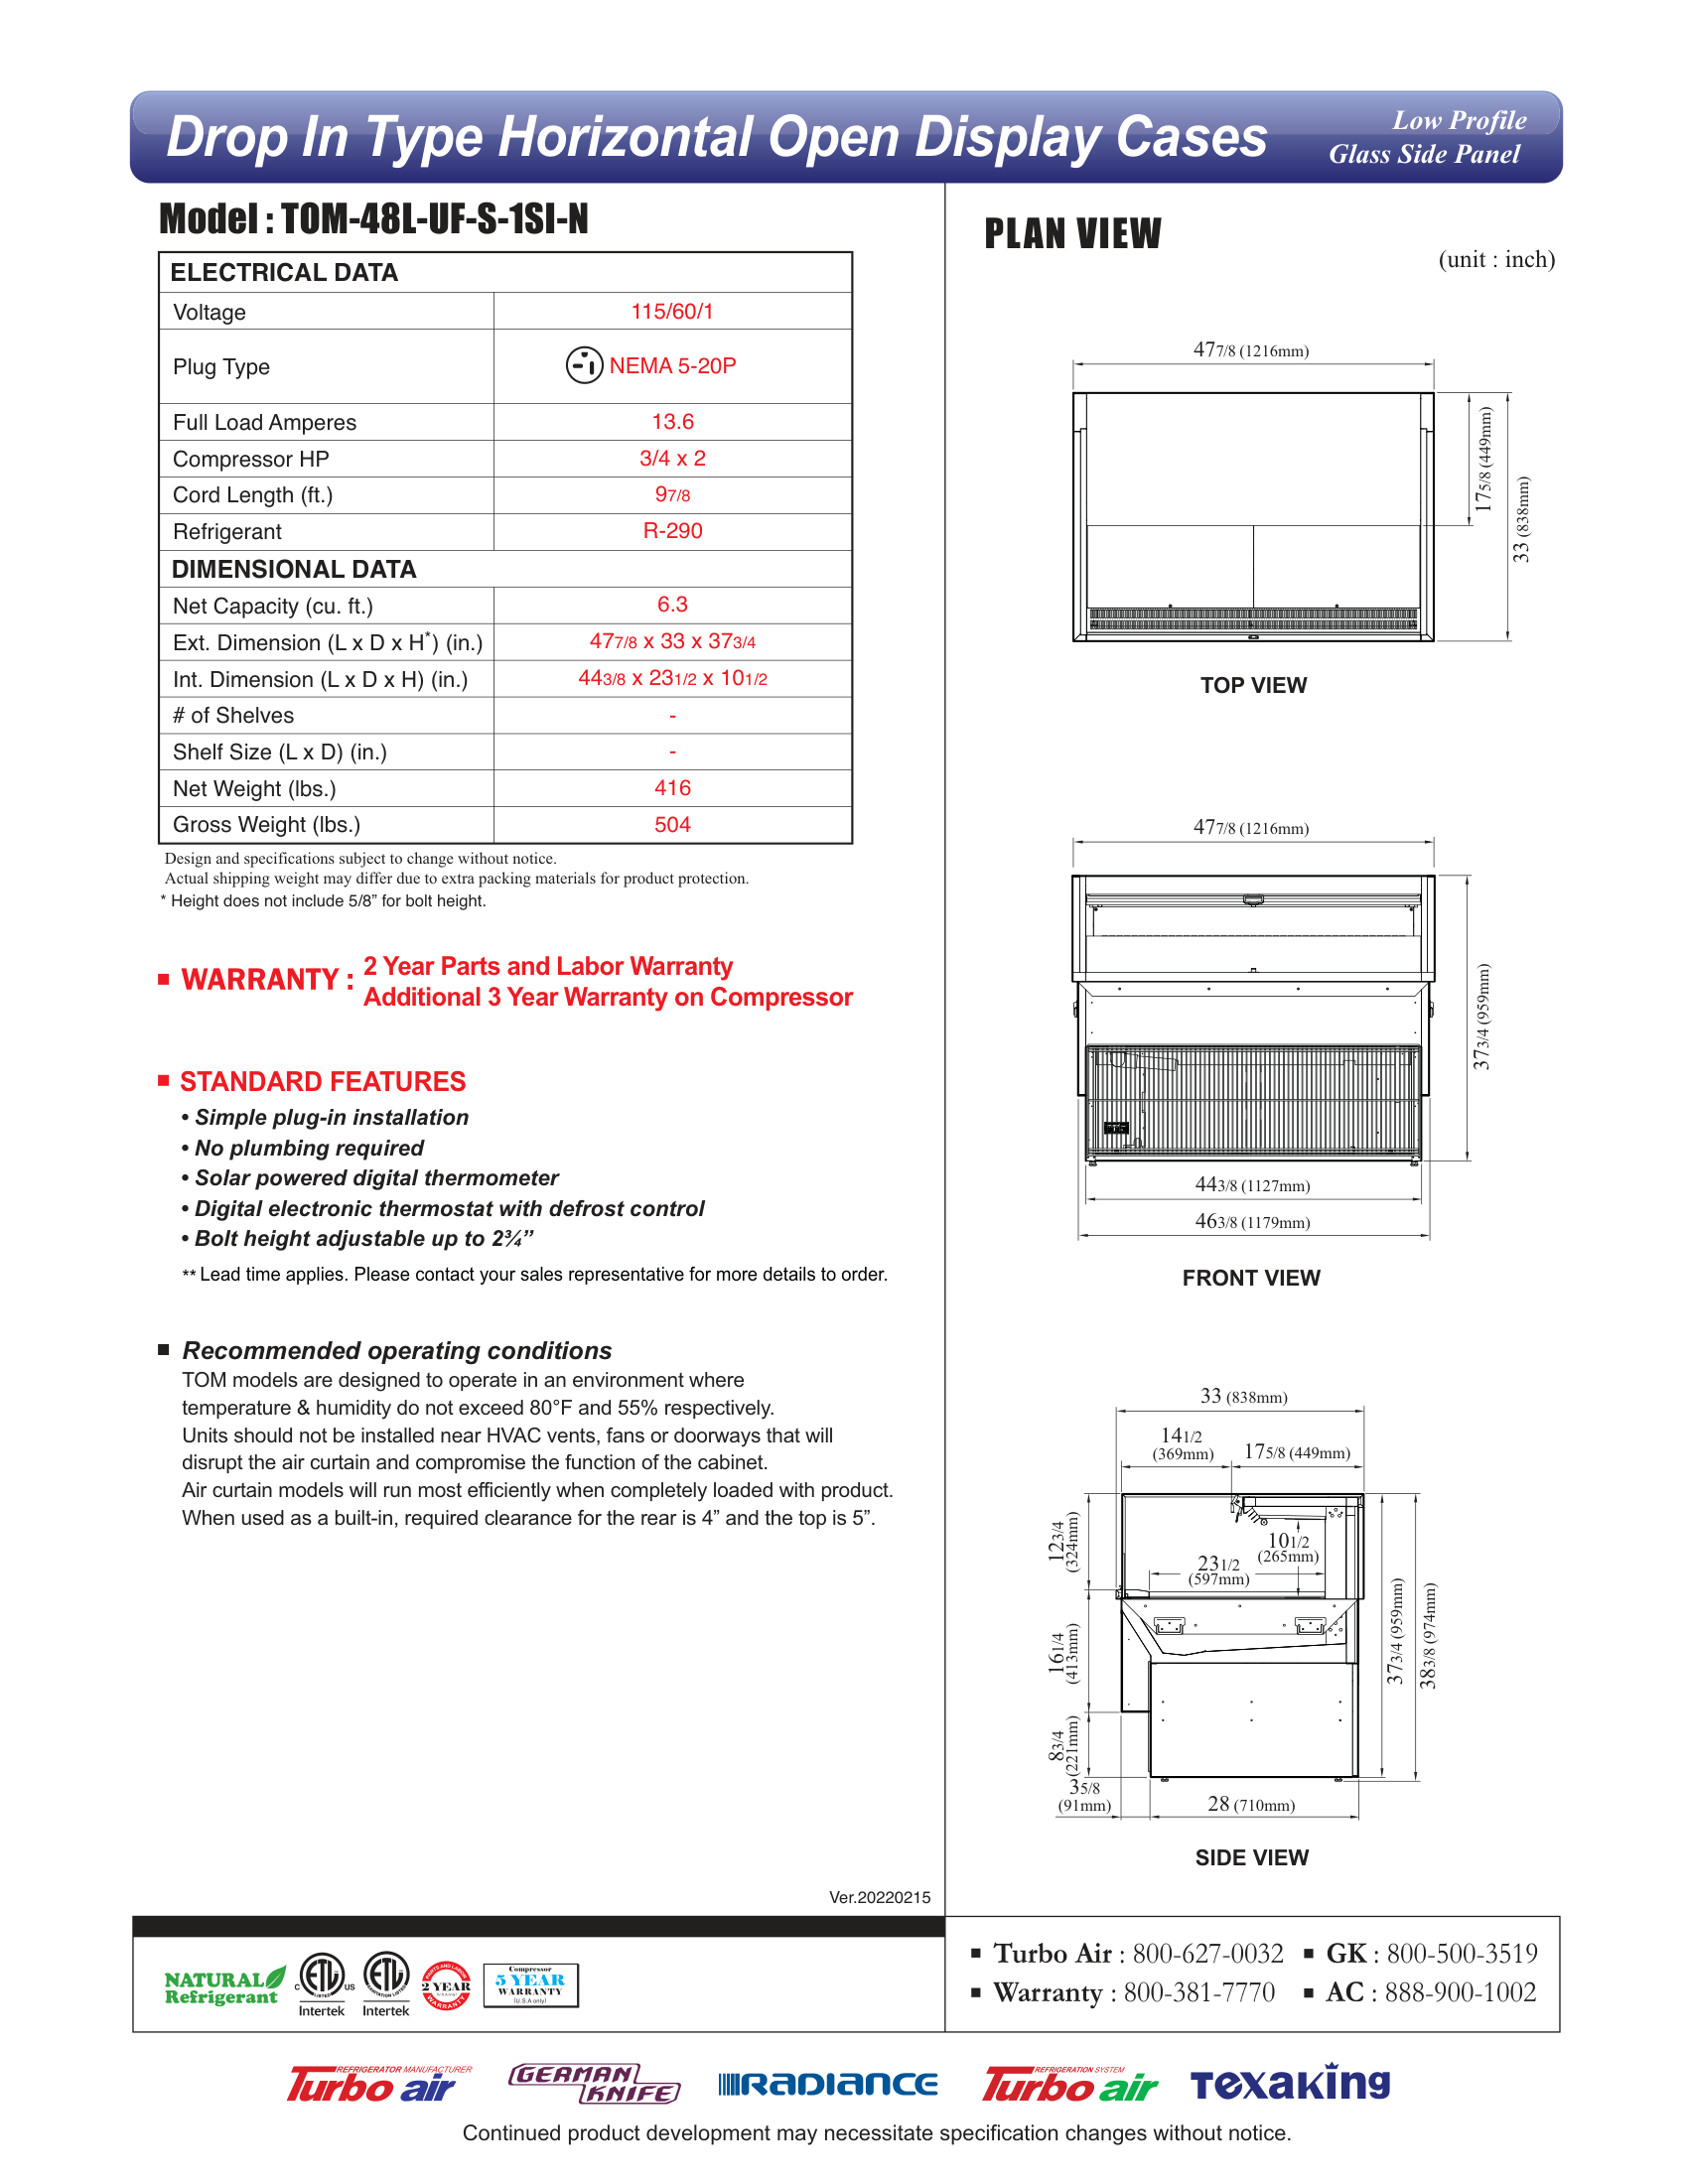 Drop In Type Horizontal Open Display Cases
Low Profile
Glass Side Panel
Model : TOM-48L-UF-S-1SI-N
ELECTRICAL DATA
Voltage 115/60/1
Plug Type NEMA 5-20P
Full Load Amperes 13.6
Compressor HP 3/4 x 2
Cord Length (ft.) 97/8
Refrigerant R-290
DIMENSIONAL DATA
Net Capacity (cu. ft.) 6.3
Ext. Dimension (L x D x H*) (in.) 477/8 x 33 x 373/4
Int. Dimension (L x D x H) (in.) 443/8 x 231/2 x 101/2
# of Shelves -
Shelf Size (L x D) (in.) -
Net Weight (lbs.) 416
Gross Weight (lbs.) 504
Design and specifications subject to change without notice.
Actual shipping weight may differ due to extra packing materials for product protection.
* Height does not include 5/8” for bolt height.
WARRANTY : 2 Year Parts and Labor Warranty
Additional 3 Year Warranty on Compressor
STANDARD FEATURES
• Simple plug-in installation
• No plumbing required
• Solar powered digital thermometer
• Digital electronic thermostat with defrost control
• Bolt height adjustable up to 2¾”
** Lead time applies. Please contact your sales representative for more details to order.
Recommended operating conditions
TOM models are designed to operate in an environment where
temperature & humidity do not exceed 80°F and 55% respectively.
Units should not be installed near HVAC vents, fans or doorways that will
disrupt the air curtain and compromise the function of the cabinet.
Air curtain models will run most efficiently when completely loaded with product.
When used as a built-in, required clearance for the rear is 4” and the top is 5”.
Ver.20220215
PLAN VIEW
(unit : inch)
477/8 (1216mm)
175/8 (449mm)
33 (838mm)
TOP VIEW
477/8 (1216mm)
373/4 (959mm)
443/8 (1127mm)
463/8 (1179mm)
FRONT VIEW
33 (838mm)
141/2
(369mm)
175/8 (449mm)
123/4
(324mm)
101/2
(265mm)
231/2
(597mm)
161/4
(413mm)
373/4 (959mm)
383/8 (974mm)
83/4
(221mm)
35/8
(91mm)
28 (710mm)
SIDE VIEW
NATURAL
Refrigerant
C ETL US
LISTED
Intertek
ETL
SANITATION LISTED
Intertek
PARTS AND LABOR
2 YEAR
WARRANTY
Compressor
5 YEAR
WARRANTY
(U.S.A only)
Turbo Air : 800-627-0032
GK : 800-500-3519
Warranty : 800-381-7770
AC : 888-900-1002
REFRIGERATOR MANUFACTURER
Turbo air
GERMAN
KNIFE
RADIANCE
REFRIGERATION SYSTEM
Turbo air
Texaking
Continued product development may necessitate specification changes without notice.